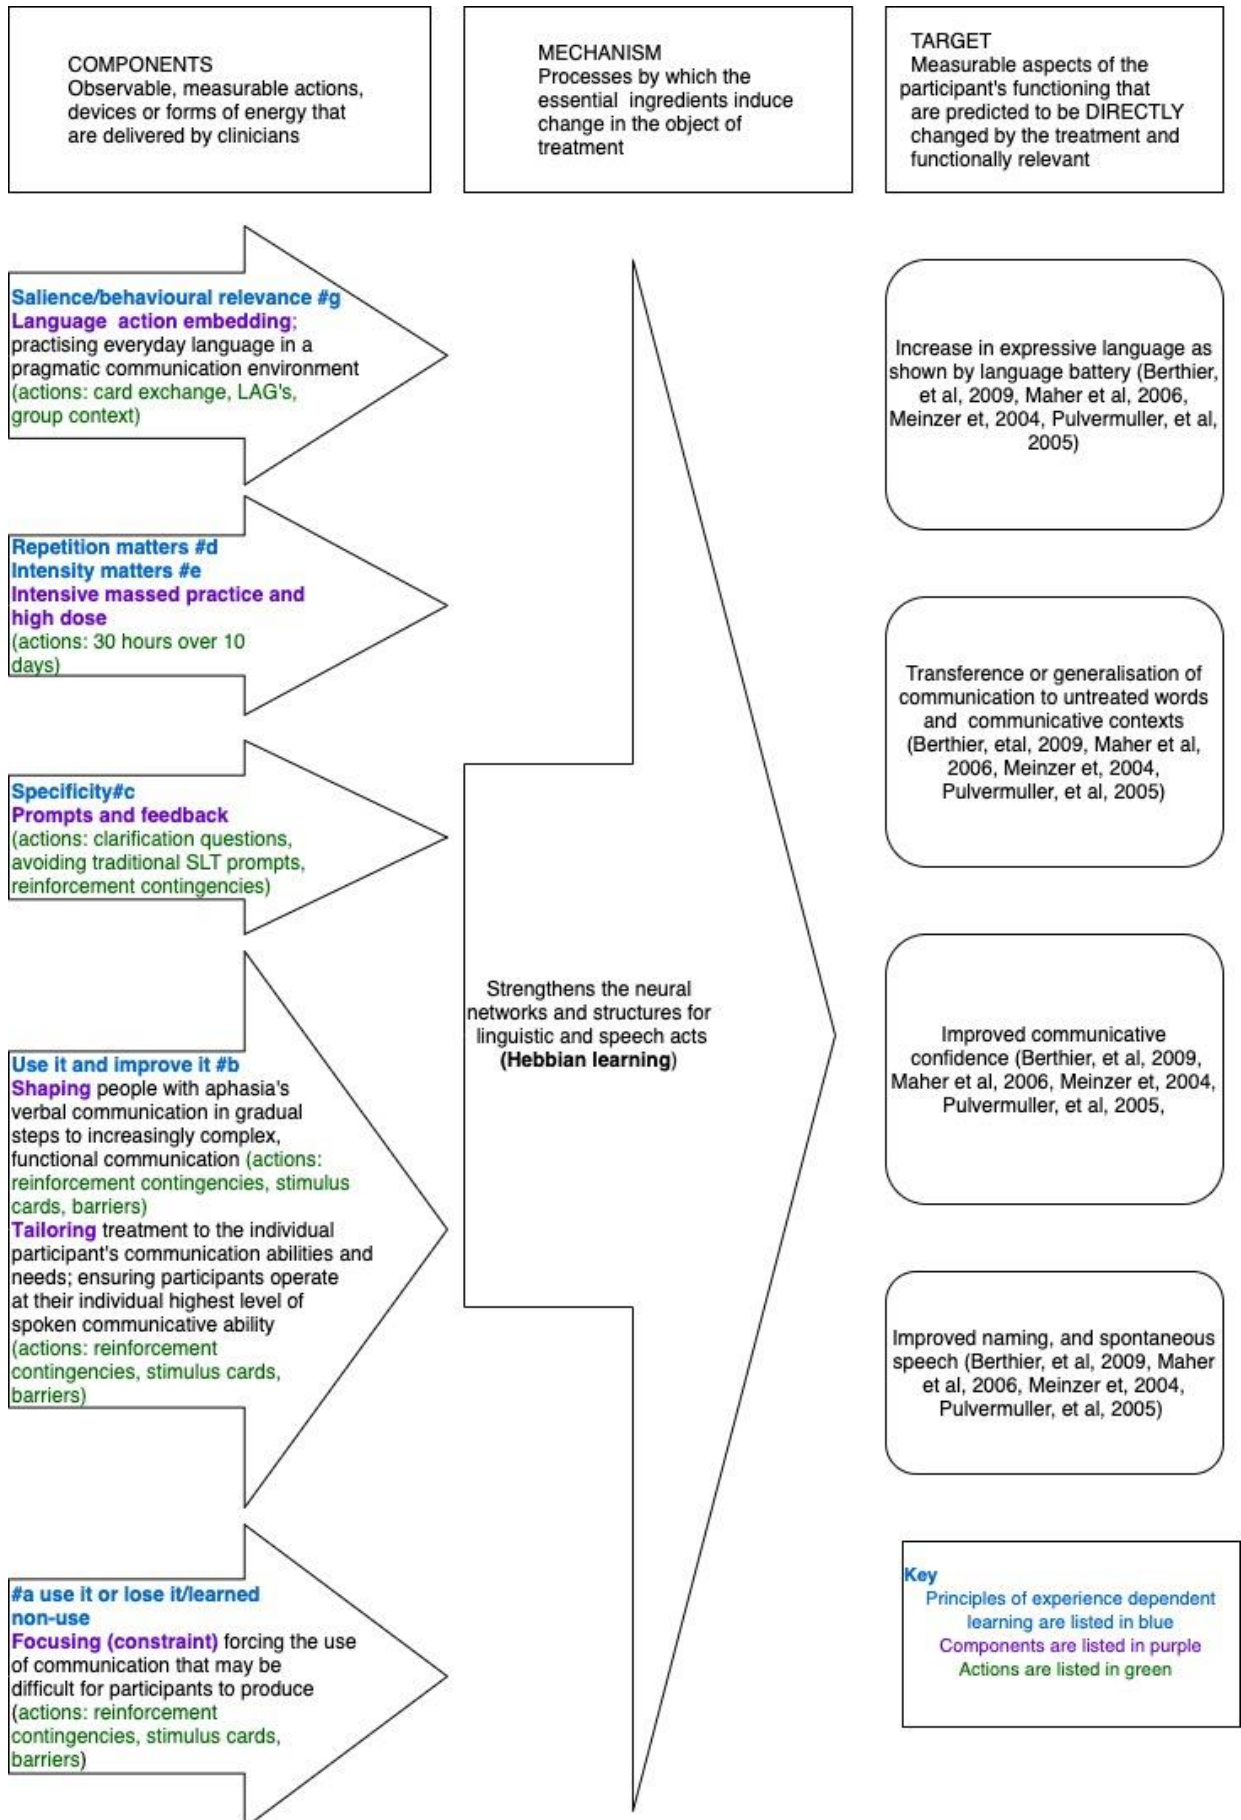 COMPONENTS
Observable, measurable actions,
devices or forms of energy that
are delivered by clinicians
MECHANISM
Processes by which the
essential ingredients induce
change in the object of
treatment
TARGET
Measurable aspects of the
participant's functioning that
are predicted to be DIRECTLY
changed by the treatment and
functionally relevant
Salience/behavioural relevance #g
Language action embedding;
practising everyday language in a
pragmatic communication environment
(actions: card exchange, LAG's,
group context)
Repetition matters #d
Intensity matters #e
Intensive massed practice and
high dose
(actions: 30 hours over 10
days)
Specificity#c
Prompts and feedback
(actions: clarification questions,
avoiding traditional SLT prompts,
reinforcement contingencies)
Use it and improve it #b
Shaping people with aphasia's
verbal communication in gradual
steps to increasingly complex,
functional communication (actions:
reinforcement contingencies, stimulus
cards, barriers)
Tailoring treatment to the individual
participant's communication abilities and
needs; ensuring participants operate
at their individual highest level of
spoken communicative ability
(actions: reinforcement
contingencies, stimulus cards,
barriers)
#a use it or lose it/learned
non-use
Focusing (constraint) forcing the use
of communication that may be
difficult for participants to produce
(actions: reinforcement
contingencies, stimulus cards,
barriers)
Strengthens the neural
networks and structures for
linguistic and speech acts
(Hebbian learning)
Increase in expressive language as
shown by language battery (Berthier,
et al, 2009, Maher et al, 2006,
Meinzer et, 2004, Pulvermuller, et al,
2005)
Transference or generalisation of
communication to untreated words
and communicative contexts
(Berthier, etal, 2009, Maher et al,
2006, Meinzer et, 2004,
Pulvermuller, et al, 2005)
Improved communicative
confidence (Berthier, et al, 2009,
Maher et al, 2006, Meinzer et, 2004,
Pulvermuller, et al, 2005,
Improved naming, and spontaneous
speech (Berthier, et al, 2009, Maher
et al, 2006, Meinzer et, 2004,
Pulvermuller, et al, 2005)
Key
Principles of experience dependent
learning are listed in blue
Components are listed in purple
Actions are listed in green